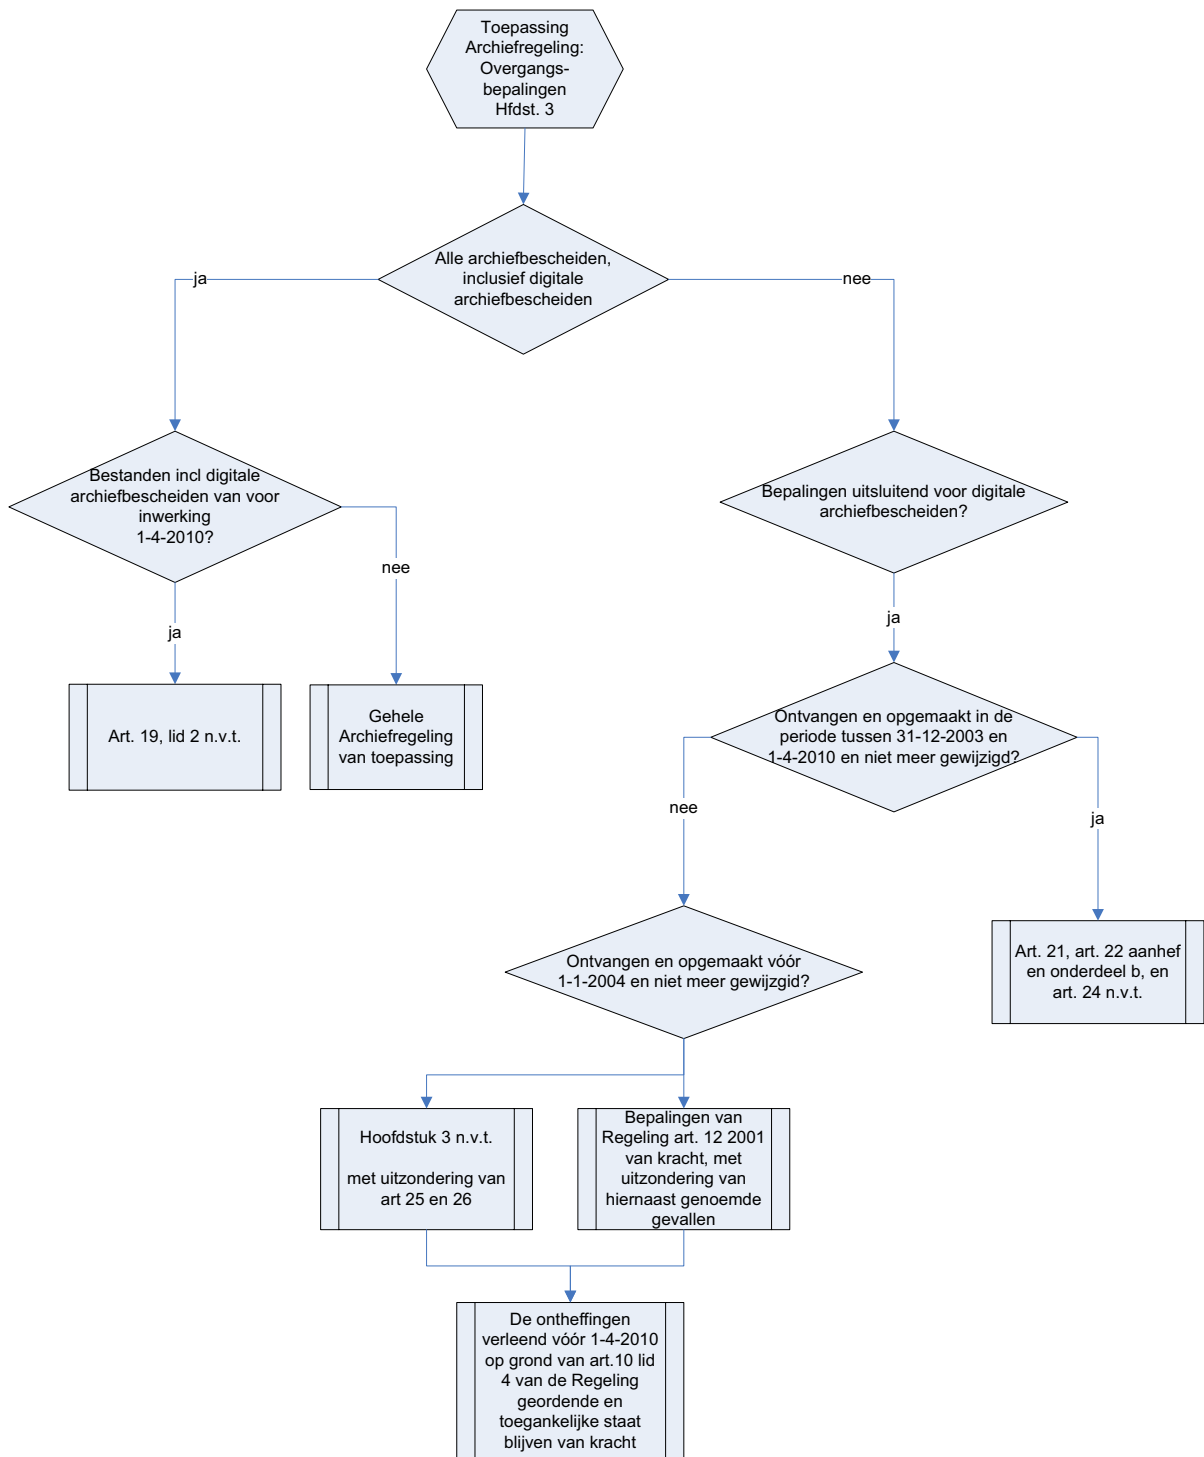 Toepassing
Archiefregeling:
Overgangs-
bepalingen
Hfdst. 3
Alle archiefbescheiden,
inclusief digitale
archiefbescheiden
ja
nee
Bestanden incl digitale
archiefbescheiden van voor
inwerking
1-4-2010?
Bepalingen uitsluitend voor digitale
archiefbescheiden?
nee
ja
ja
Art. 19, lid 2 n.v.t.
Gehele
Archiefregeling
van toepassing
Ontvangen en opgemaakt in de
periode tussen 31-12-2003 en
1-4-2010 en niet meer gewijzigd?
nee
ja
Ontvangen en opgemaakt vóór
1-1-2004 en niet meer gewijzgid?
Art. 21, art. 22 aanhef
en onderdeel b, en
art. 24 n.v.t.
Hoofdstuk 3 n.v.t.
met uitzondering van
art 25 en 26
Bepalingen van
Regeling art. 12 2001
van kracht, met
uitzondering van
hiernaast genoemde
gevallen
De ontheffingen
verleend vóór 1-4-2010
op grond van art.10 lid
4 van de Regeling
geordende en
toegankelijke staat
blijven van kracht